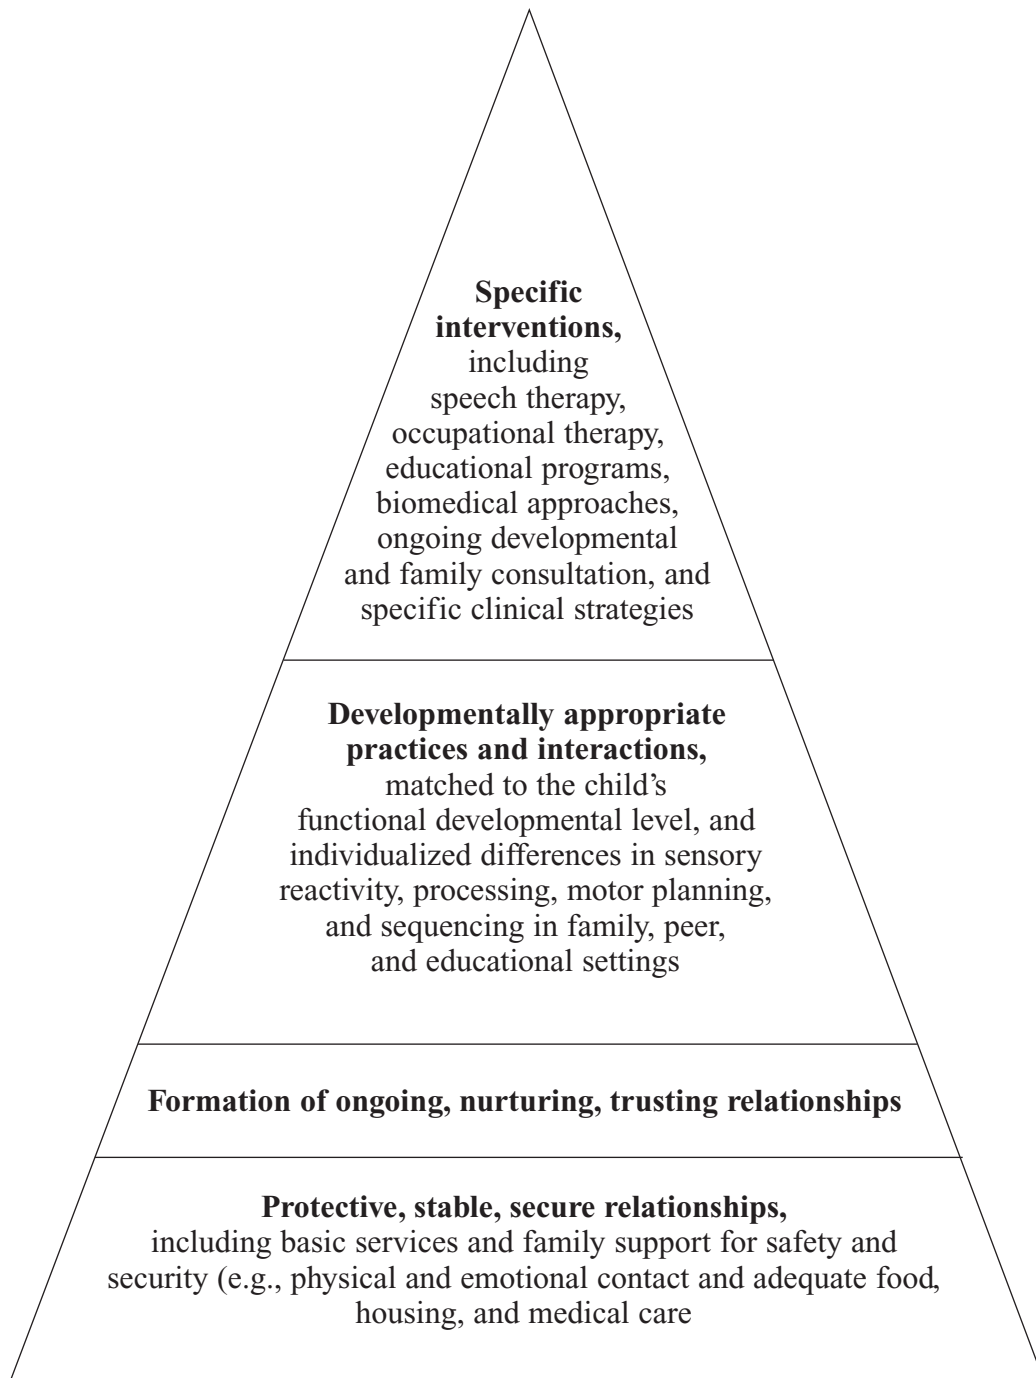 Specific
interventions,
including
speech therapy,
occupational therapy,
educational programs,
biomedical approaches,
ongoing developmental
and family consultation, and
specific clinical strategies
Developmentally appropriate
practices and interactions,
matched to the child’s
functional developmental level, and
individualized differences in sensory
reactivity, processing, motor planning,
and sequencing in family, peer,
and educational settings
Formation of ongoing, nurturing, trusting relationships
Protective, stable, secure relationships,
including basic services and family support for safety and
security (e.g., physical and emotional contact and adequate food,
housing, and medical care